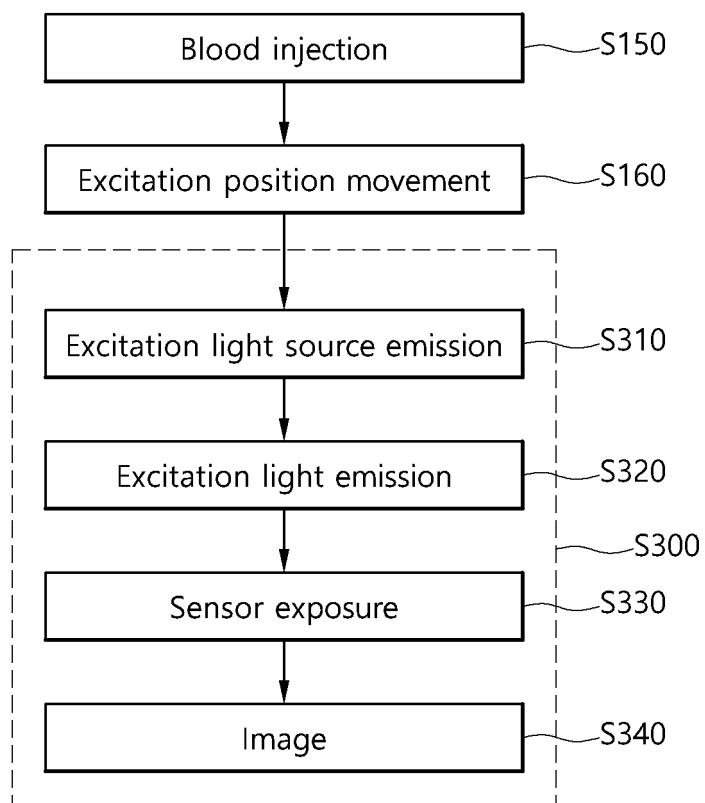 Blood injection S150
Excitation position movement S160
Excitation light source emission S310
Excitation light emission S320
S300
Sensor exposure S330
Image S340